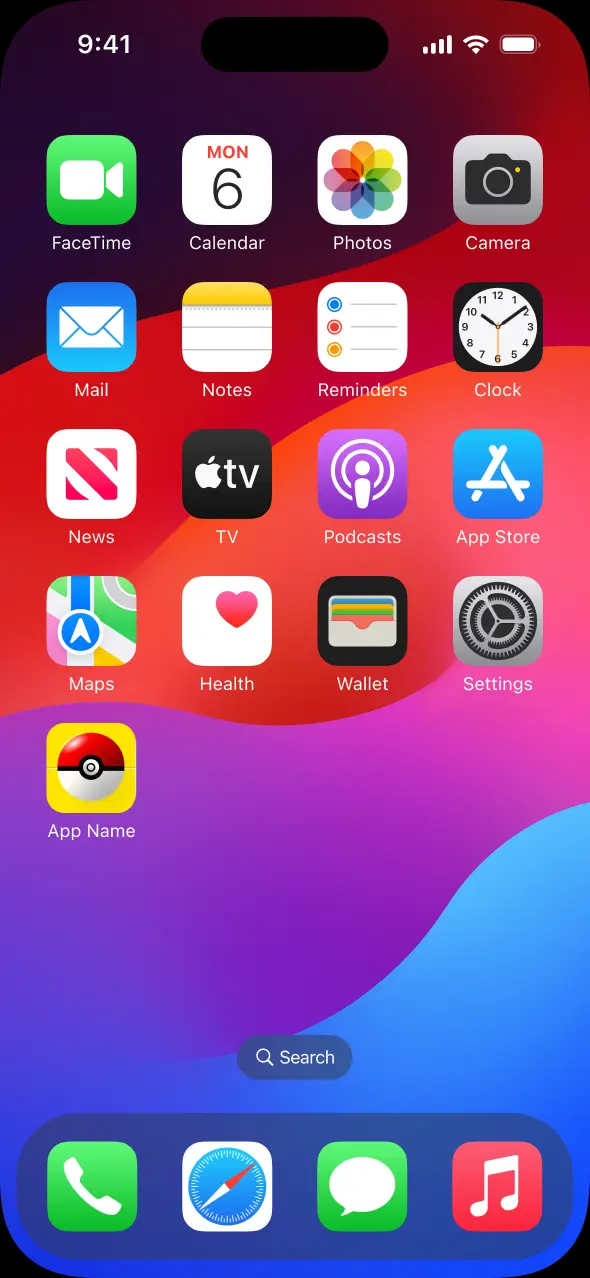 9:41
MON
6
FaceTime
Calendar
Photos
Camera
12
11 1
10 2
9 3
8 4
7 5
6
Mail
Notes
Reminders
Clock
tv
News
TV
Podcasts
App Store
Maps
Health
Wallet
Settings
App Name
Search